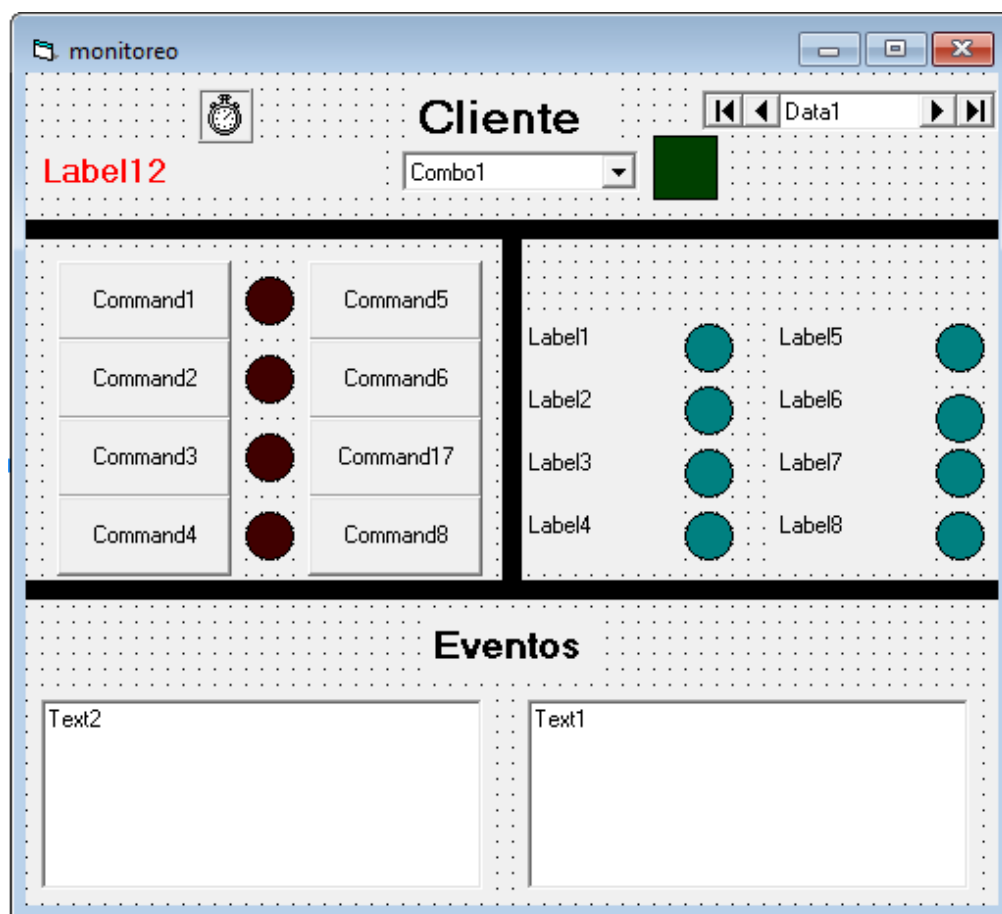 monitoreo
Cliente
Data1
Label12
Combo1
Command1
Command5
Command2
Command6
Command3
Command17
Command4
Command8
Label1
Label5
Label2
Label6
Label3
Label7
Label4
Label8
Eventos
Text2
Text1